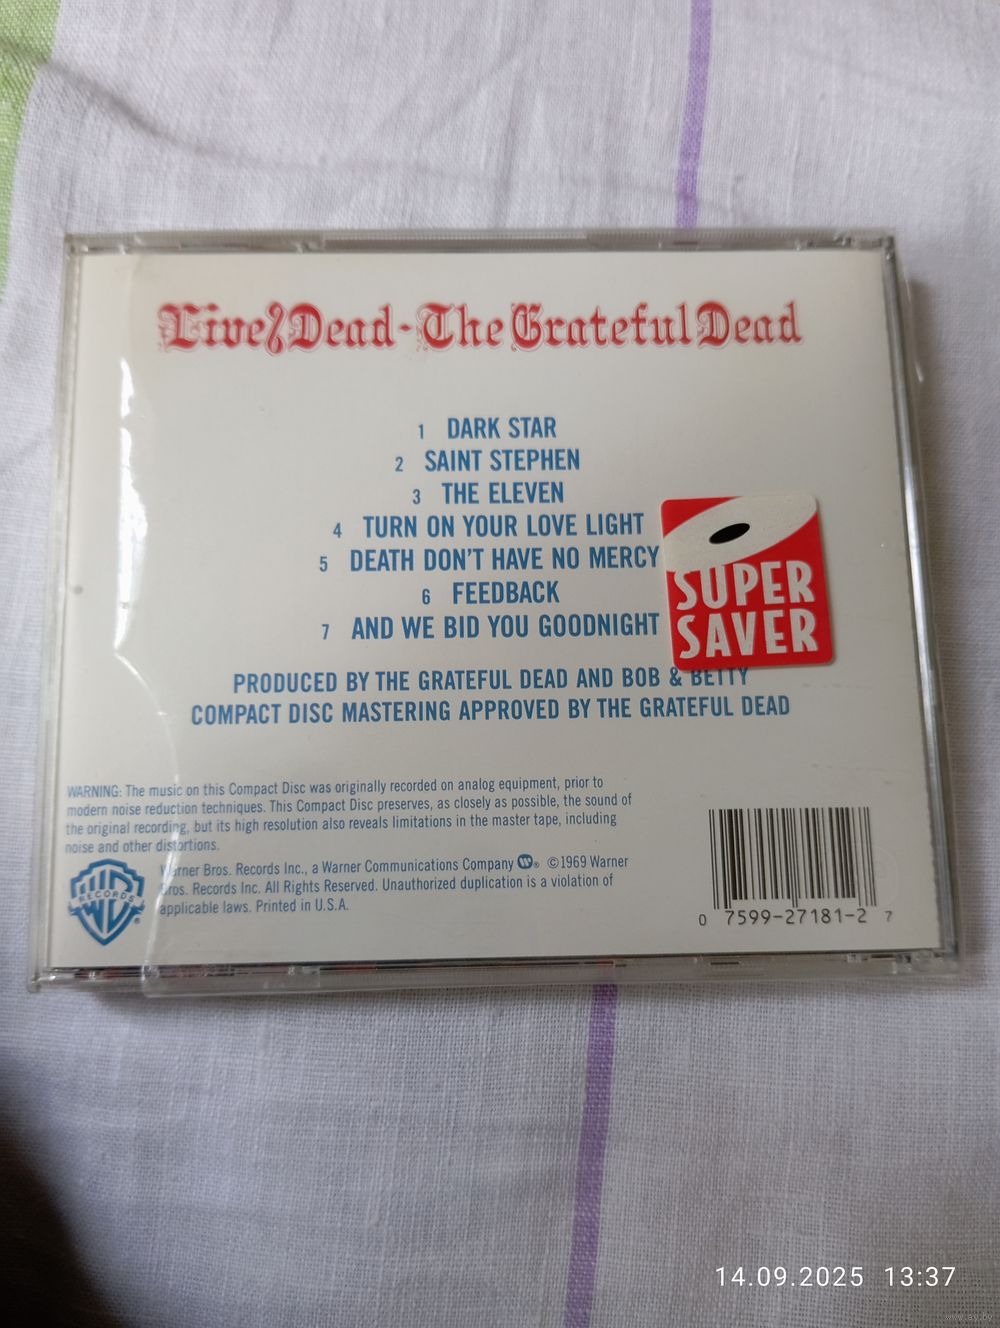 Live/Dead - The Grateful Dead
1 DARK STAR
2 SAINT STEPHEN
3 THE ELEVEN
4 TURN ON YOUR LOVE LIGHT
5 DEATH DON'T HAVE NO MERCY
6 FEEDBACK
7 AND WE BID YOU GOODNIGHT
SUPER
SAVER
PRODUCED BY THE GRATEFUL DEAD AND BOB & BETTY
COMPACT DISC MASTERING APPROVED BY THE GRATEFUL DEAD
WARNING: The music on this Compact Disc was originally recorded on analog equipment, prior to
modern noise reduction techniques. This Compact Disc preserves, as closely as possible, the sound of
the original recording, but its high resolution also reveals limitations in the master tape, including
noise and other distortions.
Warner Bros. Records Inc., a Warner Communications Company W ® ©1969 Warner
Bros. Records Inc. All Rights Reserved. Unauthorized duplication is a violation of
applicable laws. Printed in U.S.A.
WB RECORDS ®
0 7599-27181-2 7
14.09.2025 13:37
www.ay.by